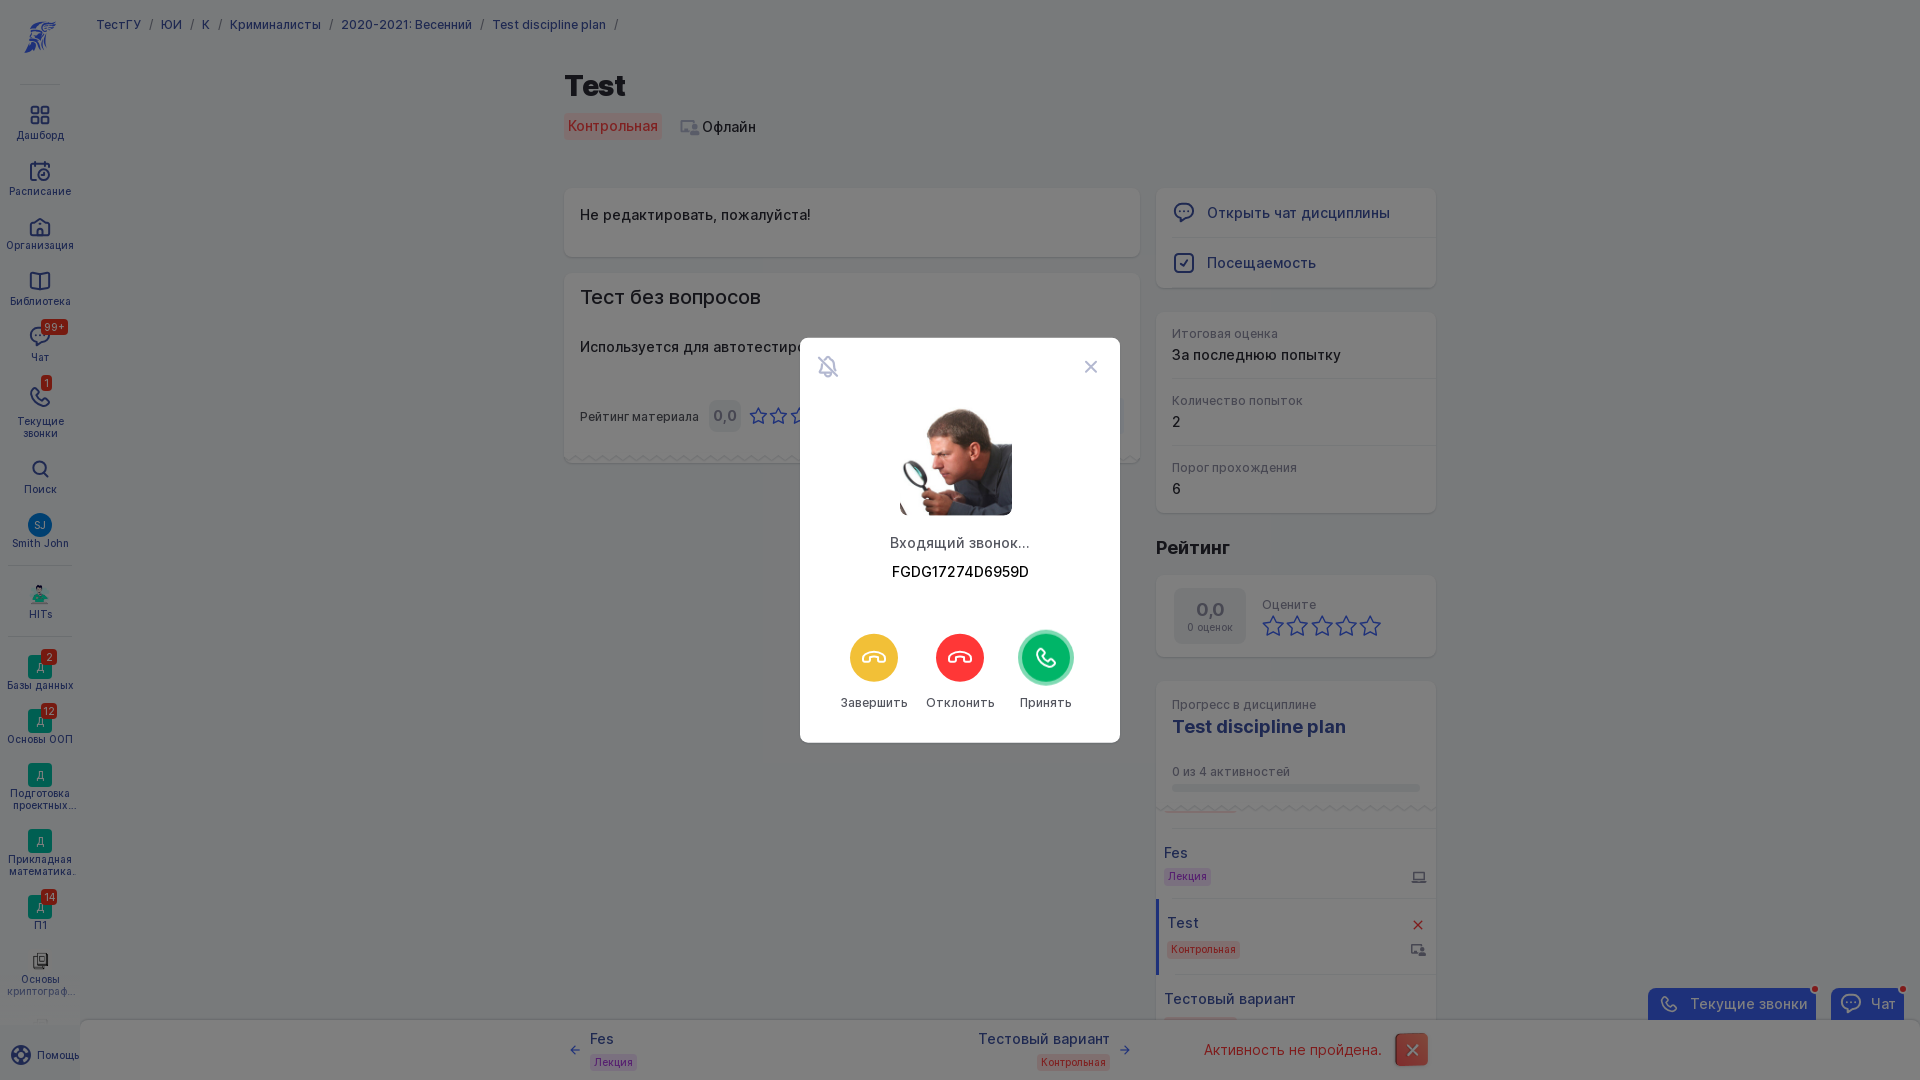 ТестГУ / ЮИ / К / Криминалисты / 2020-2021: Весенний / Test discipline plan /
Дашборд
Расписание
Организация
Библиотека
99+
Чат
1
Текущие
звонки
Поиск
SJ
Smith John
HITs
2
Д
Базы данных
12
Д
Основы ООП
Д
Подготовка
проектных...
Д
Прикладная
математика.
14
Д
П1
Основы
криптограф...
Помощь
Test
Контрольная
Офлайн
Не редактировать, пожалуйста!
Тест без вопросов
Используется для автотестиро
Рейтинг материала 0,0
Входящий звонок...
FGDG17274D6959D
Завершить
Отклонить
Принять
Открыть чат дисциплины
Посещаемость
Итоговая оценка
За последнюю попытку
Количество попыток
2
Порог прохождения
6
Рейтинг
0,0
0 оценок
Оцените
Прогресс в дисциплине
Test discipline plan
0 из 4 активностей
Fes
Лекция
Test
Контрольная
Тестовый вариант
Текущие звонки
Чат
Fes
Лекция
Тестовый вариант
Контрольная
Активность не пройдена.